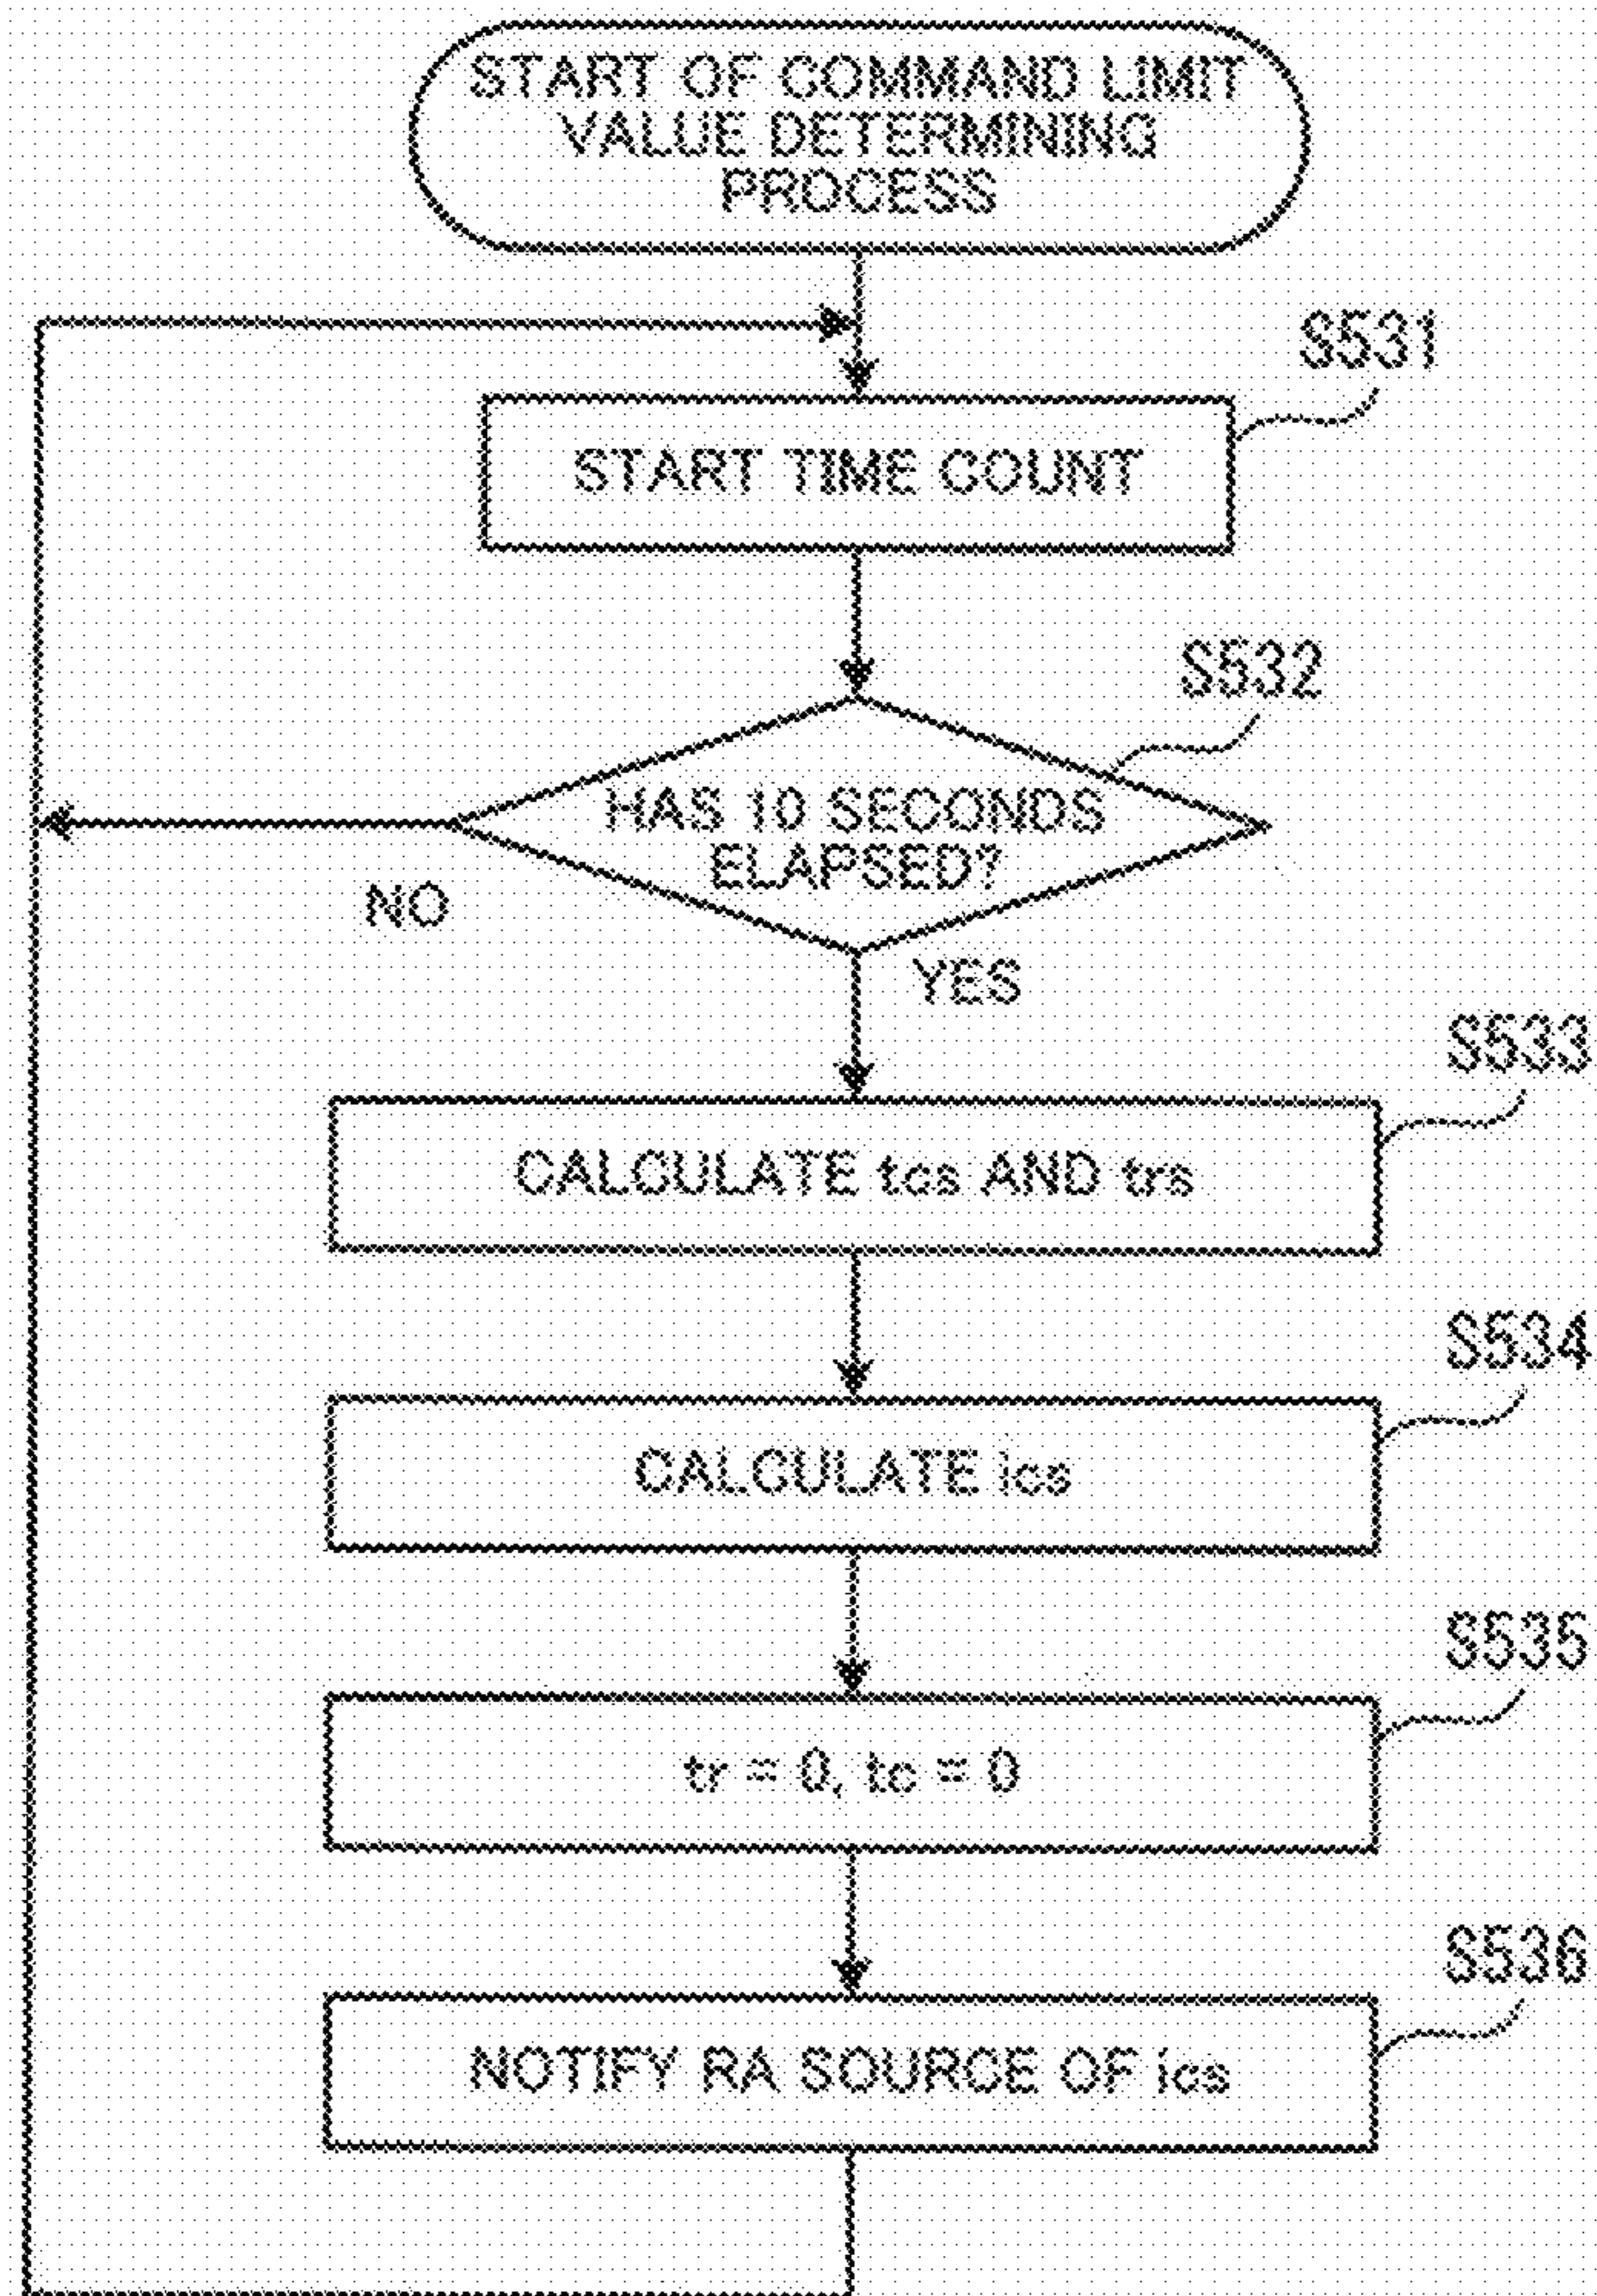 START OF COMMAND LIMIT
VALUE DETERMINING
PROCESS
S531
START TIME COUNT
S532
HAS 10 SECONDS
ELAPSED?
NO
YES
S533
CALCULATE tcs AND trs
S534
CALCULATE ics
S535
tr = 0, tc = 0
S536
NOTIFY RA SOURCE OF ics